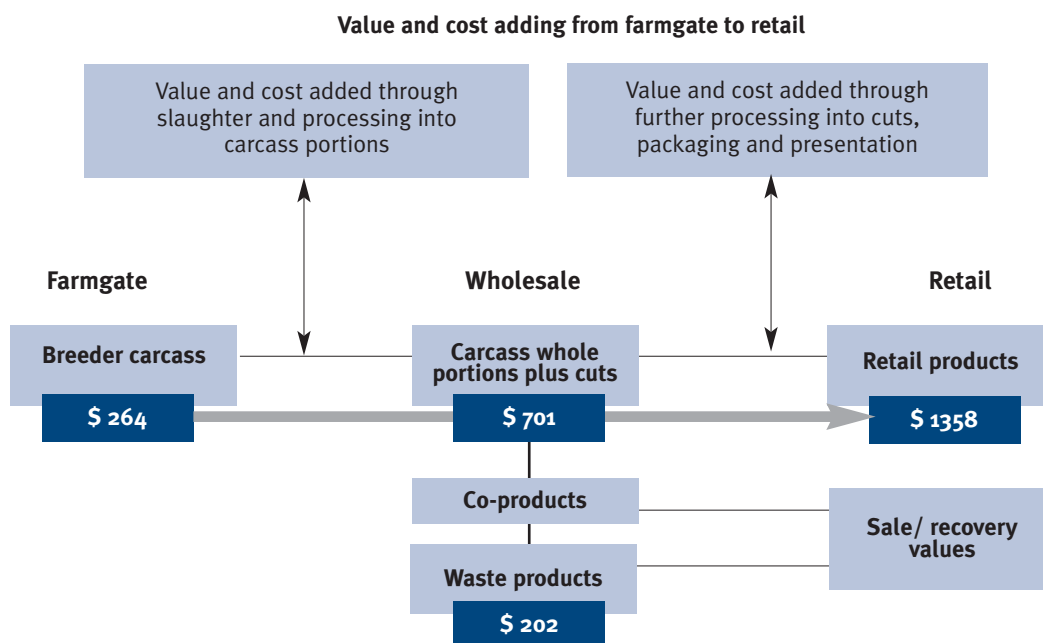 Value and cost adding from farmgate to retail
Value and cost added through
slaughter and processing into
carcass portions
Value and cost added through
further processing into cuts,
packaging and presentation
Farmgate
Wholesale
Retail
Breeder carcass
Carcass whole
portions plus cuts
Retail products
$ 264
$ 701
$ 1358
Co-products
Sale/ recovery
values
Waste products
$ 202